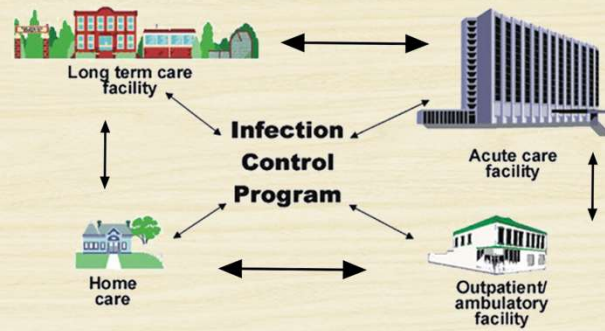 Long term care
facility
Infection
Control
Program
Acute care
facility
Home
care
Outpatient/
ambulatory
facility